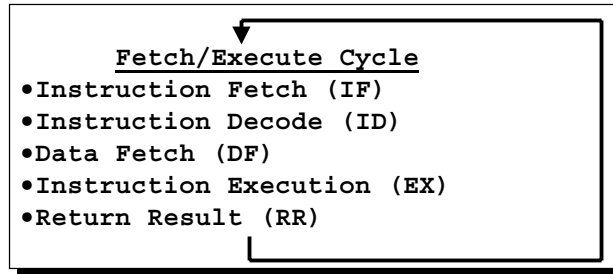 Fetch/Execute Cycle
•Instruction Fetch (IF)
•Instruction Decode (ID)
•Data Fetch (DF)
•Instruction Execution (EX)
•Return Result (RR)